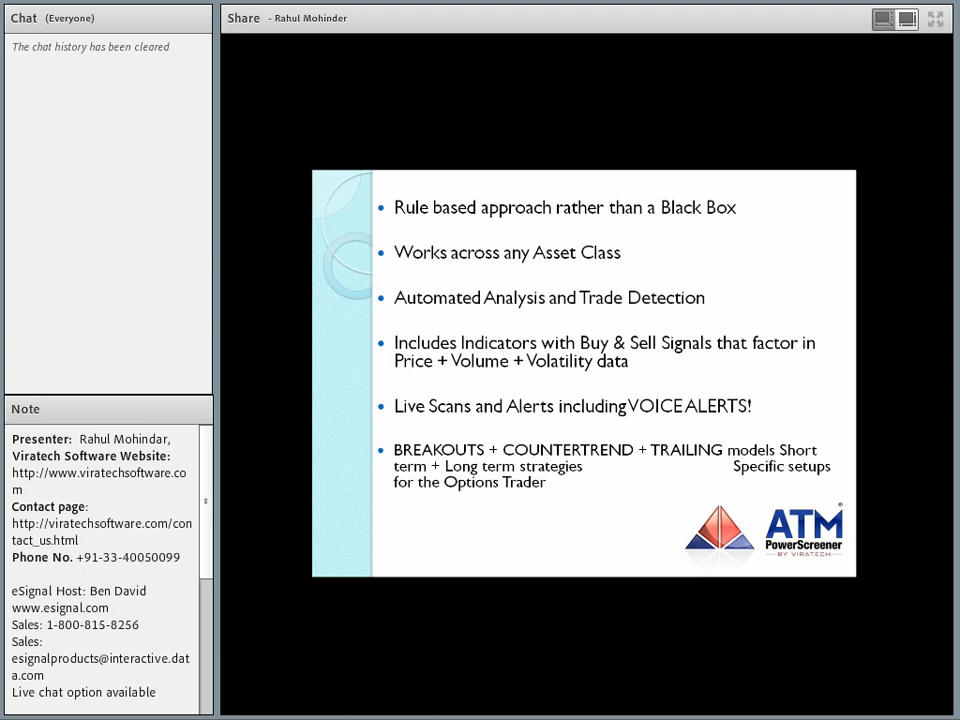 Chat (Everyone)
The chat history has been cleared
Note
Presenter: Rahul Mohindar,
Viratech Software Website:
http://www.viratechsoftware.co
m
Contact page:
http://viratechsoftware.com/con
tact_us.html
Phone No. +91-33-40050099
eSignal Host: Ben David
www.esignal.com
Sales: 1-800-815-8256
Sales:
esignalproducts@interactive.dat
a.com
Live chat option available
Share - Rahul Mohinder
• Rule based approach rather than a Black Box
• Works across any Asset Class
• Automated Analysis and Trade Detection
• Includes Indicators with Buy & Sell Signals that factor in
Price + Volume + Volatility data
• Live Scans and Alerts including VOICE ALERTS!
• BREAKOUTS + COUNTERTREND + TRAILING models Short
term + Long term strategies Specific setups
for the Options Trader
ATM®
PowerScreener
BY VIRATECH